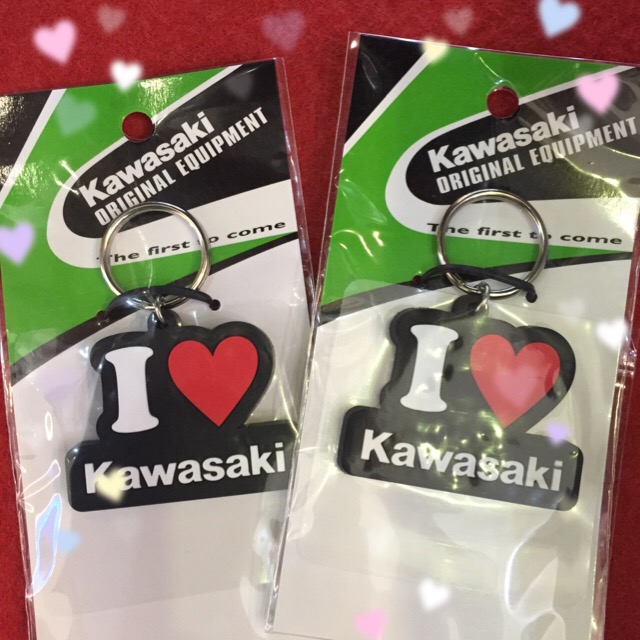 Kawasaki
ORIGINAL EQUIPMENT
The first to come
I
Kawasaki
Kawasaki
ORIGINAL EQUIPMENT
The first to come
I
Kawasaki